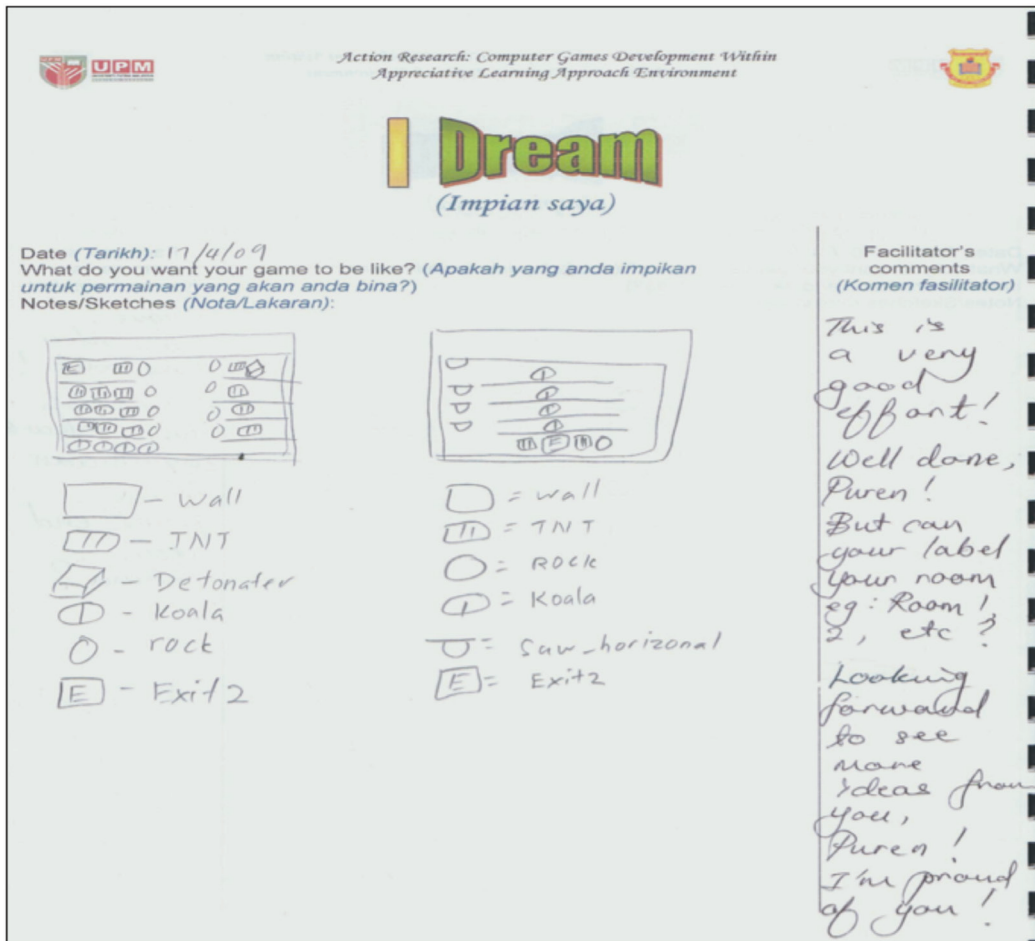 UPM
Action Research: Computer Games Development Within
Appreciative Learning Approach Environment
I Dream
(Impian saya)
Date (Tarikh): 17/4/09
What do you want your game to be like? (Apakah yang anda impikan
untuk permainan yang akan anda bina?)
Notes/Sketches (Nota/Lakaran):
E
E
- Wall
- TNT
- Detonater
- Koala
- rock
E - Exit 2
= wall
= TNT
= ROCK
= Koala
= Saw_horizonal
E = Exit2
Facilitator's
comments
(Komen fasilitator)
This is
a very
good
effort!
Well done,
Puren!
But can
your label
your room
eg: Room 1,
2, etc?
Looking
forward
to see
more
ideas from
you,
Puren!
I'm proud
of you!